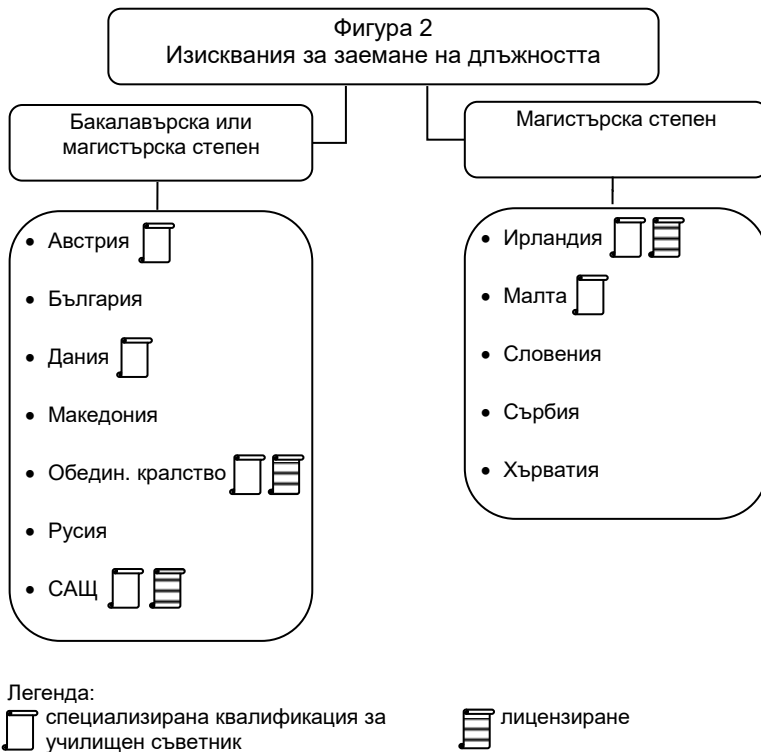 Фигура 2
Изисквания за заемане на длъжността
Бакалавърска или
магистърска степен
• Австрия
• България
• Дания
• Македония
• Обедин. кралство
• Русия
• САЩ
Магистърска степен
• Ирландия
• Малта
• Словения
• Сърбия
• Хърватия
Легенда:
специализирана квалификация за
училищен съветник
лицензиране